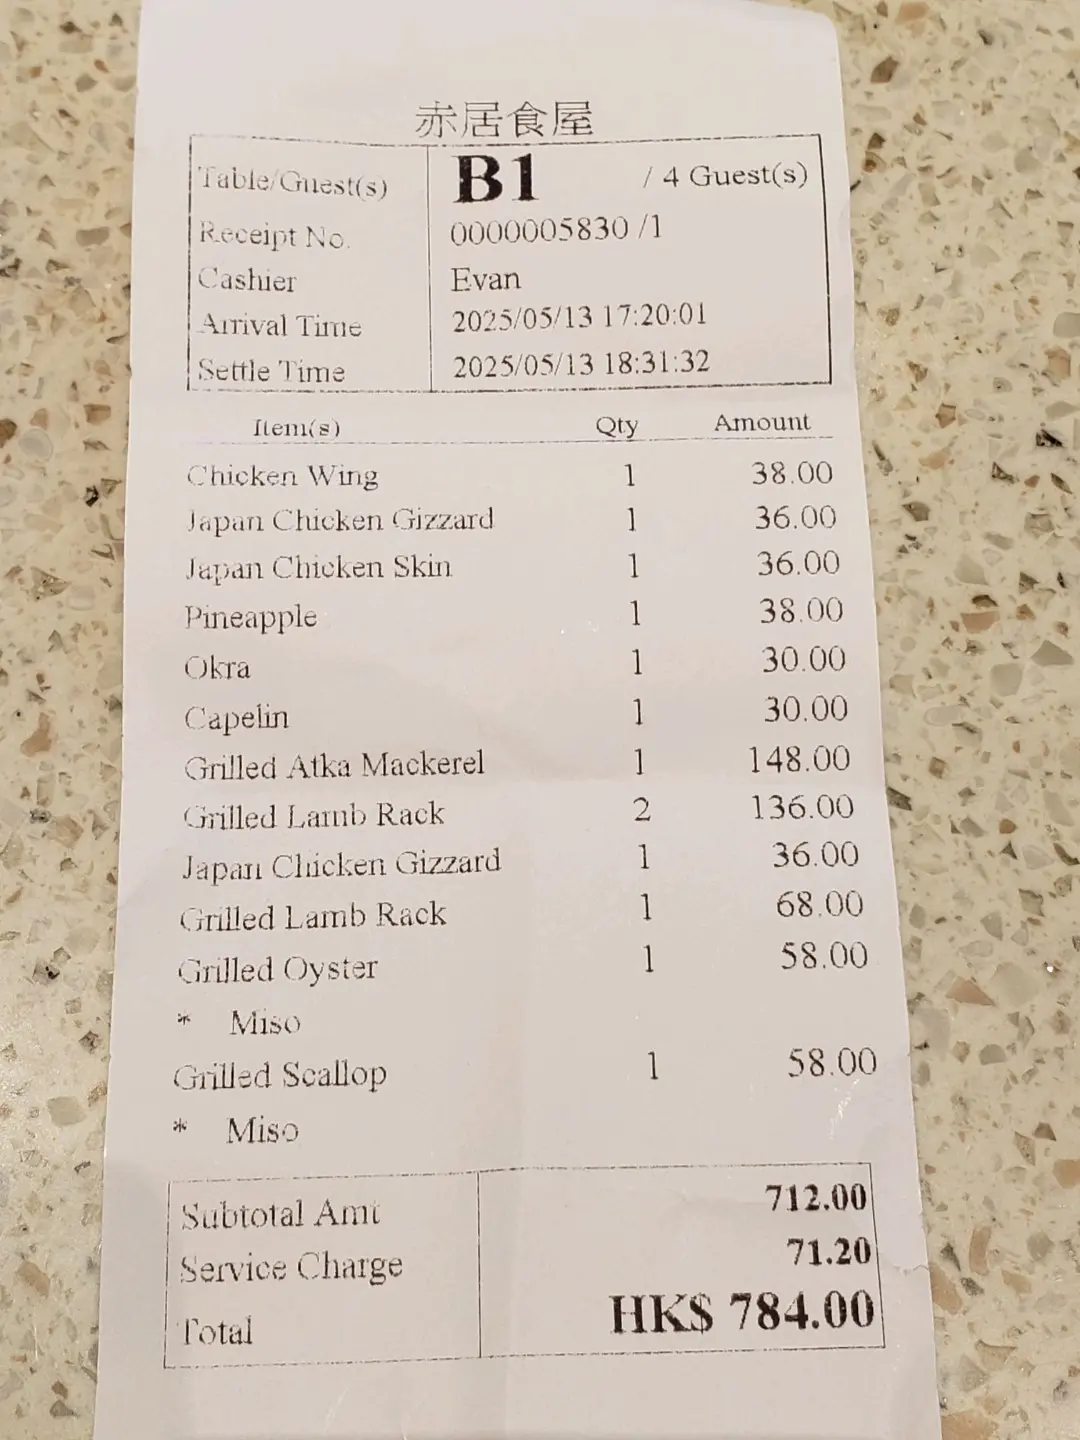 赤居食屋
Table/Guest(s) B1 / 4 Guest(s)
Receipt No. 0000005830 /1
Cashier Evan
Arrival Time 2025/05/13 17:20:01
Settle Time 2025/05/13 18:31:32
Item(s) Qty Amount
Chicken Wing 1 38.00
Japan Chicken Gizzard 1 36.00
Japan Chicken Skin 1 36.00
Pineapple 1 38.00
Okra 1 30.00
Capelin 1 30.00
Grilled Atka Mackerel 1 148.00
Grilled Lamb Rack 2 136.00
Japan Chicken Gizzard 1 36.00
Grilled Lamb Rack 1 68.00
Grilled Oyster 1 58.00
* Miso
Grilled Scallop 1 58.00
* Miso
Subtotal Amt 712.00
Service Charge 71.20
Total HK$ 784.00